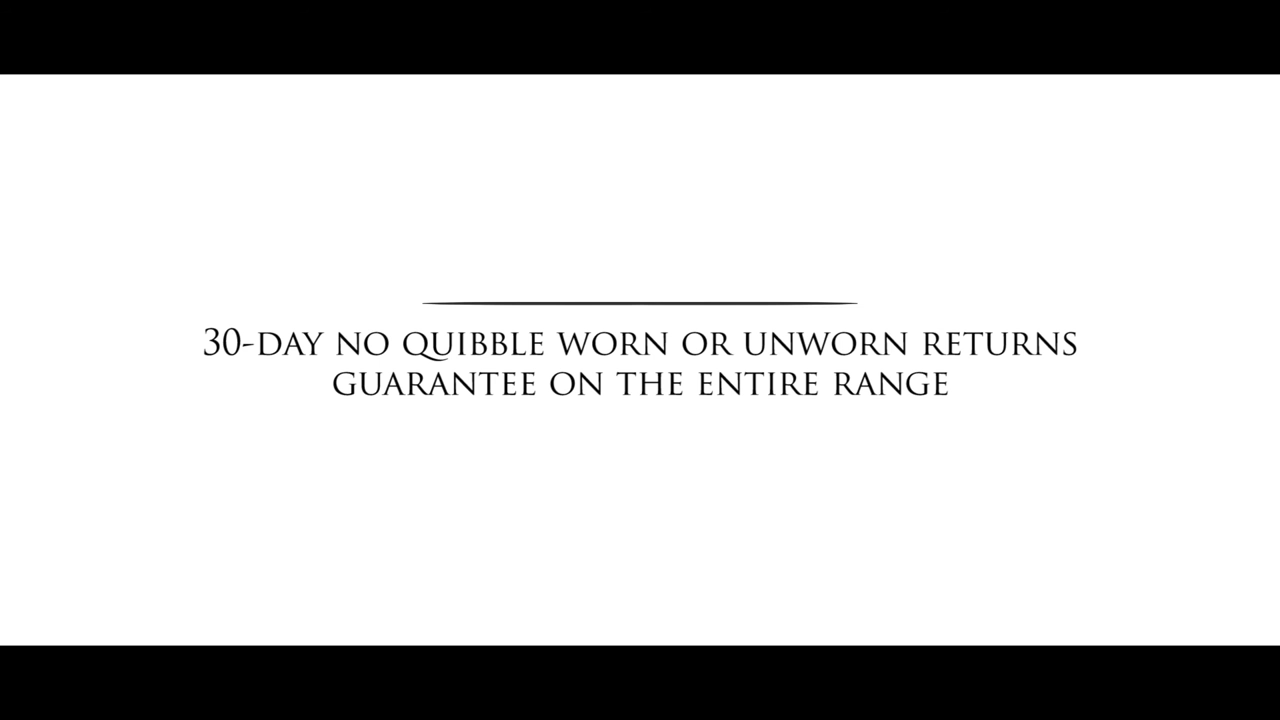 30-DAY NO QUIBBLE WORN OR UNWORN RETURNS
GUARANTEE ON THE ENTIRE RANGE